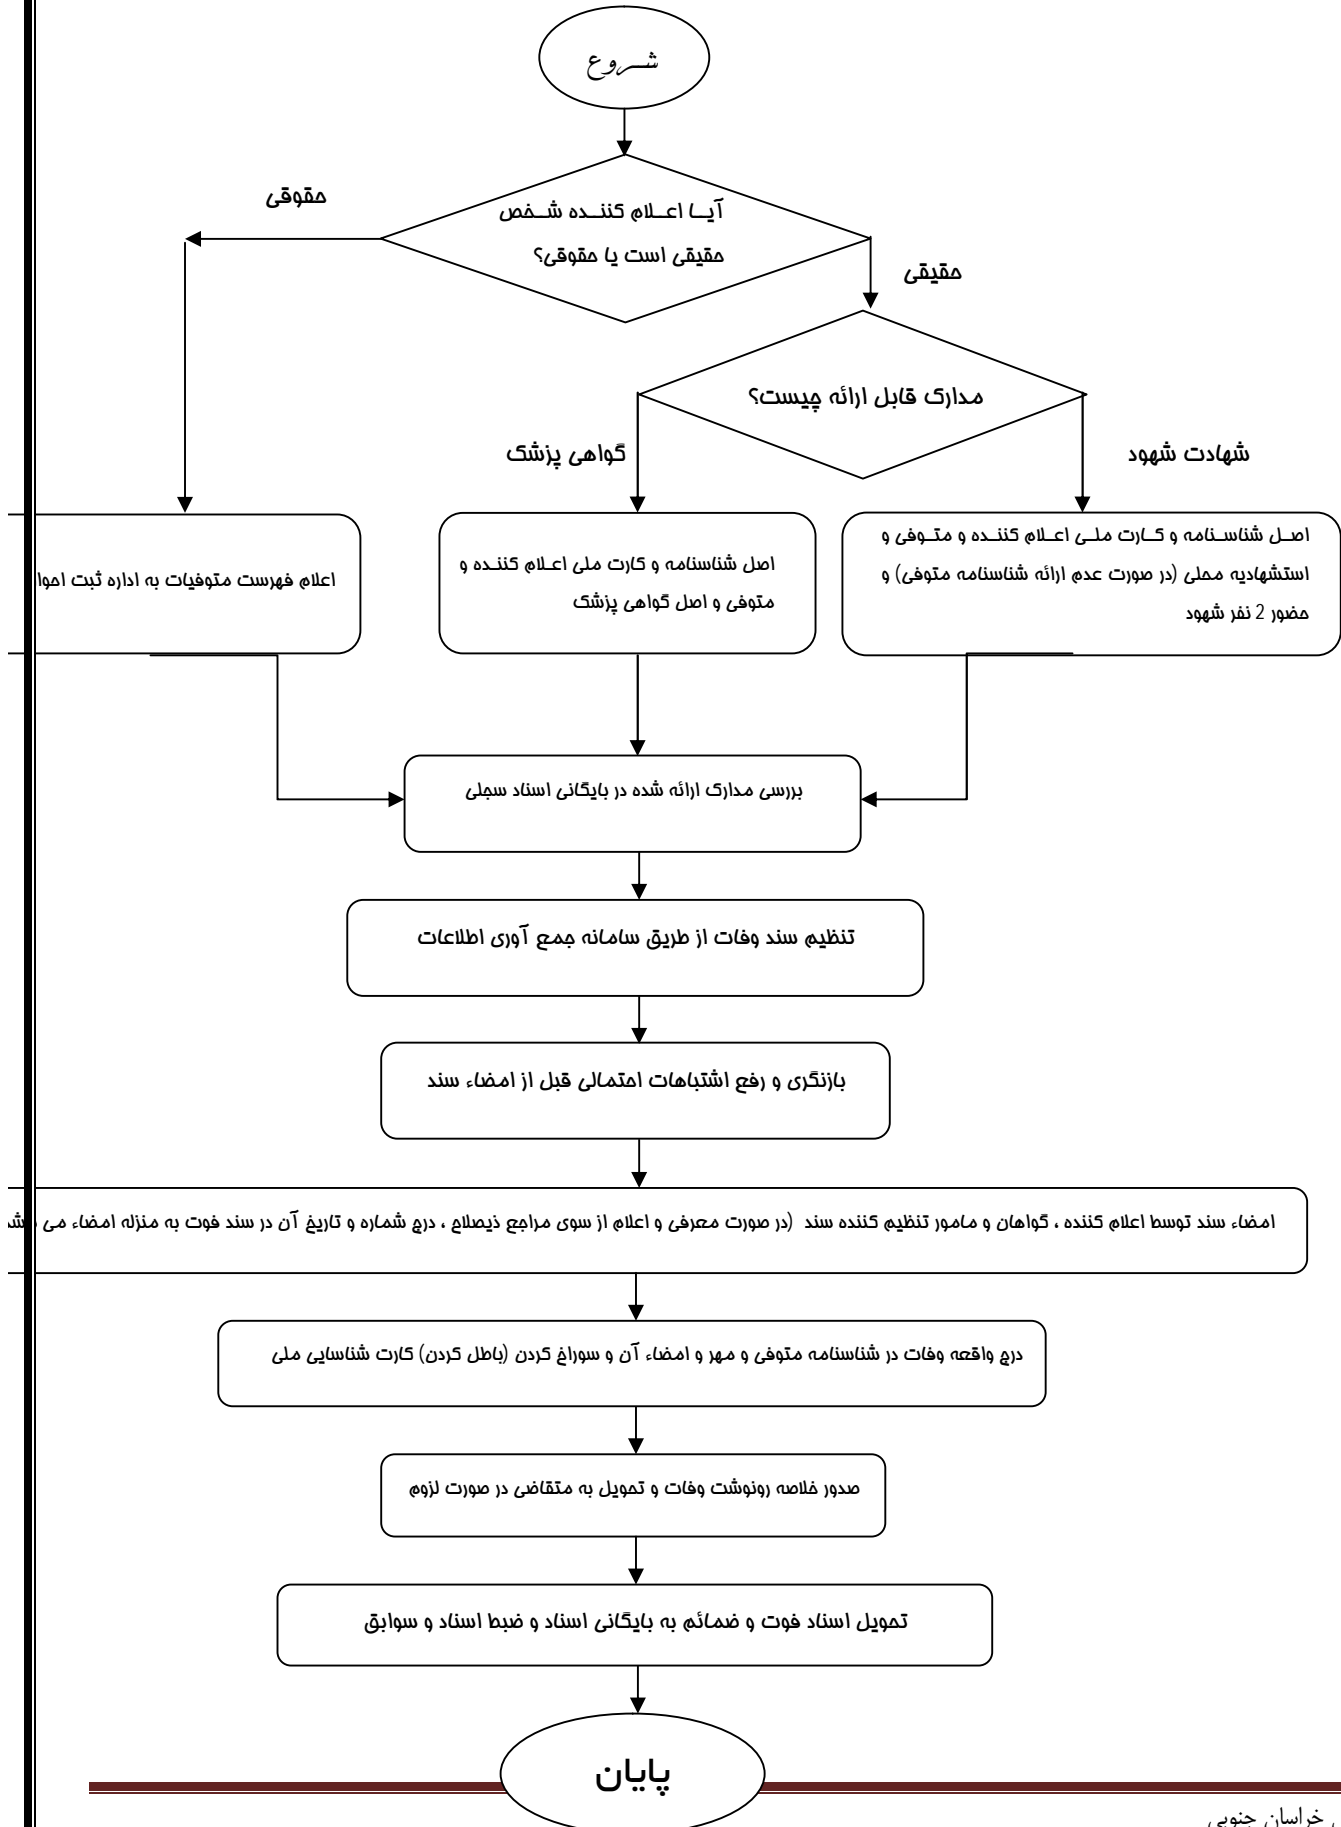 شروع
آیا اعلام کننده شخص
حقیقی است یا حقوقی؟
حقوقی
حقیقی
مدارک قابل ارائه چیست؟
شهادت شهود
گواهی پزشک
اصل شناسنامه و کارت ملی اعلام کننده و متوفی و
استشهادیه محلی (در صورت عدم ارائه شناسنامه متوفی) و
حضور 2 نفر شهود
اصل شناسنامه و کارت ملی اعلام کننده و
متوفی و اصل گواهی پزشک
اعلام فهرست متوفیات به اداره ثبت
بررسی مدارک ارائه شده در بایگانی اسناد سجلی
تنظیم سند وفات از طریق سامانه جمع آوری اطلاعات
بازنگری و رفع اشتباهات احتمالی قبل از امضاء سند
امضاء سند توسط اعلام کننده ، گواهان و مامور تنظیم کننده سند (در صورت معرفی و اعلام از سوی مراجع ذیصلاح ، درج شماره و تاریخ آن در سند فوت به منزله امضاء می
درج واقعه وفات در شناسنامه متوفی و مهر و امضاء آن و سوراخ کردن (باطل کردن) کارت شناسایی ملی
صدور خلاصه رونوشت وفات و تحویل به متقاضی در صورت لزوم
تحویل اسناد فوت و ضمائم به بایگانی اسناد و ضبط اسناد و سوابق
پایان
خراسان جنوبی